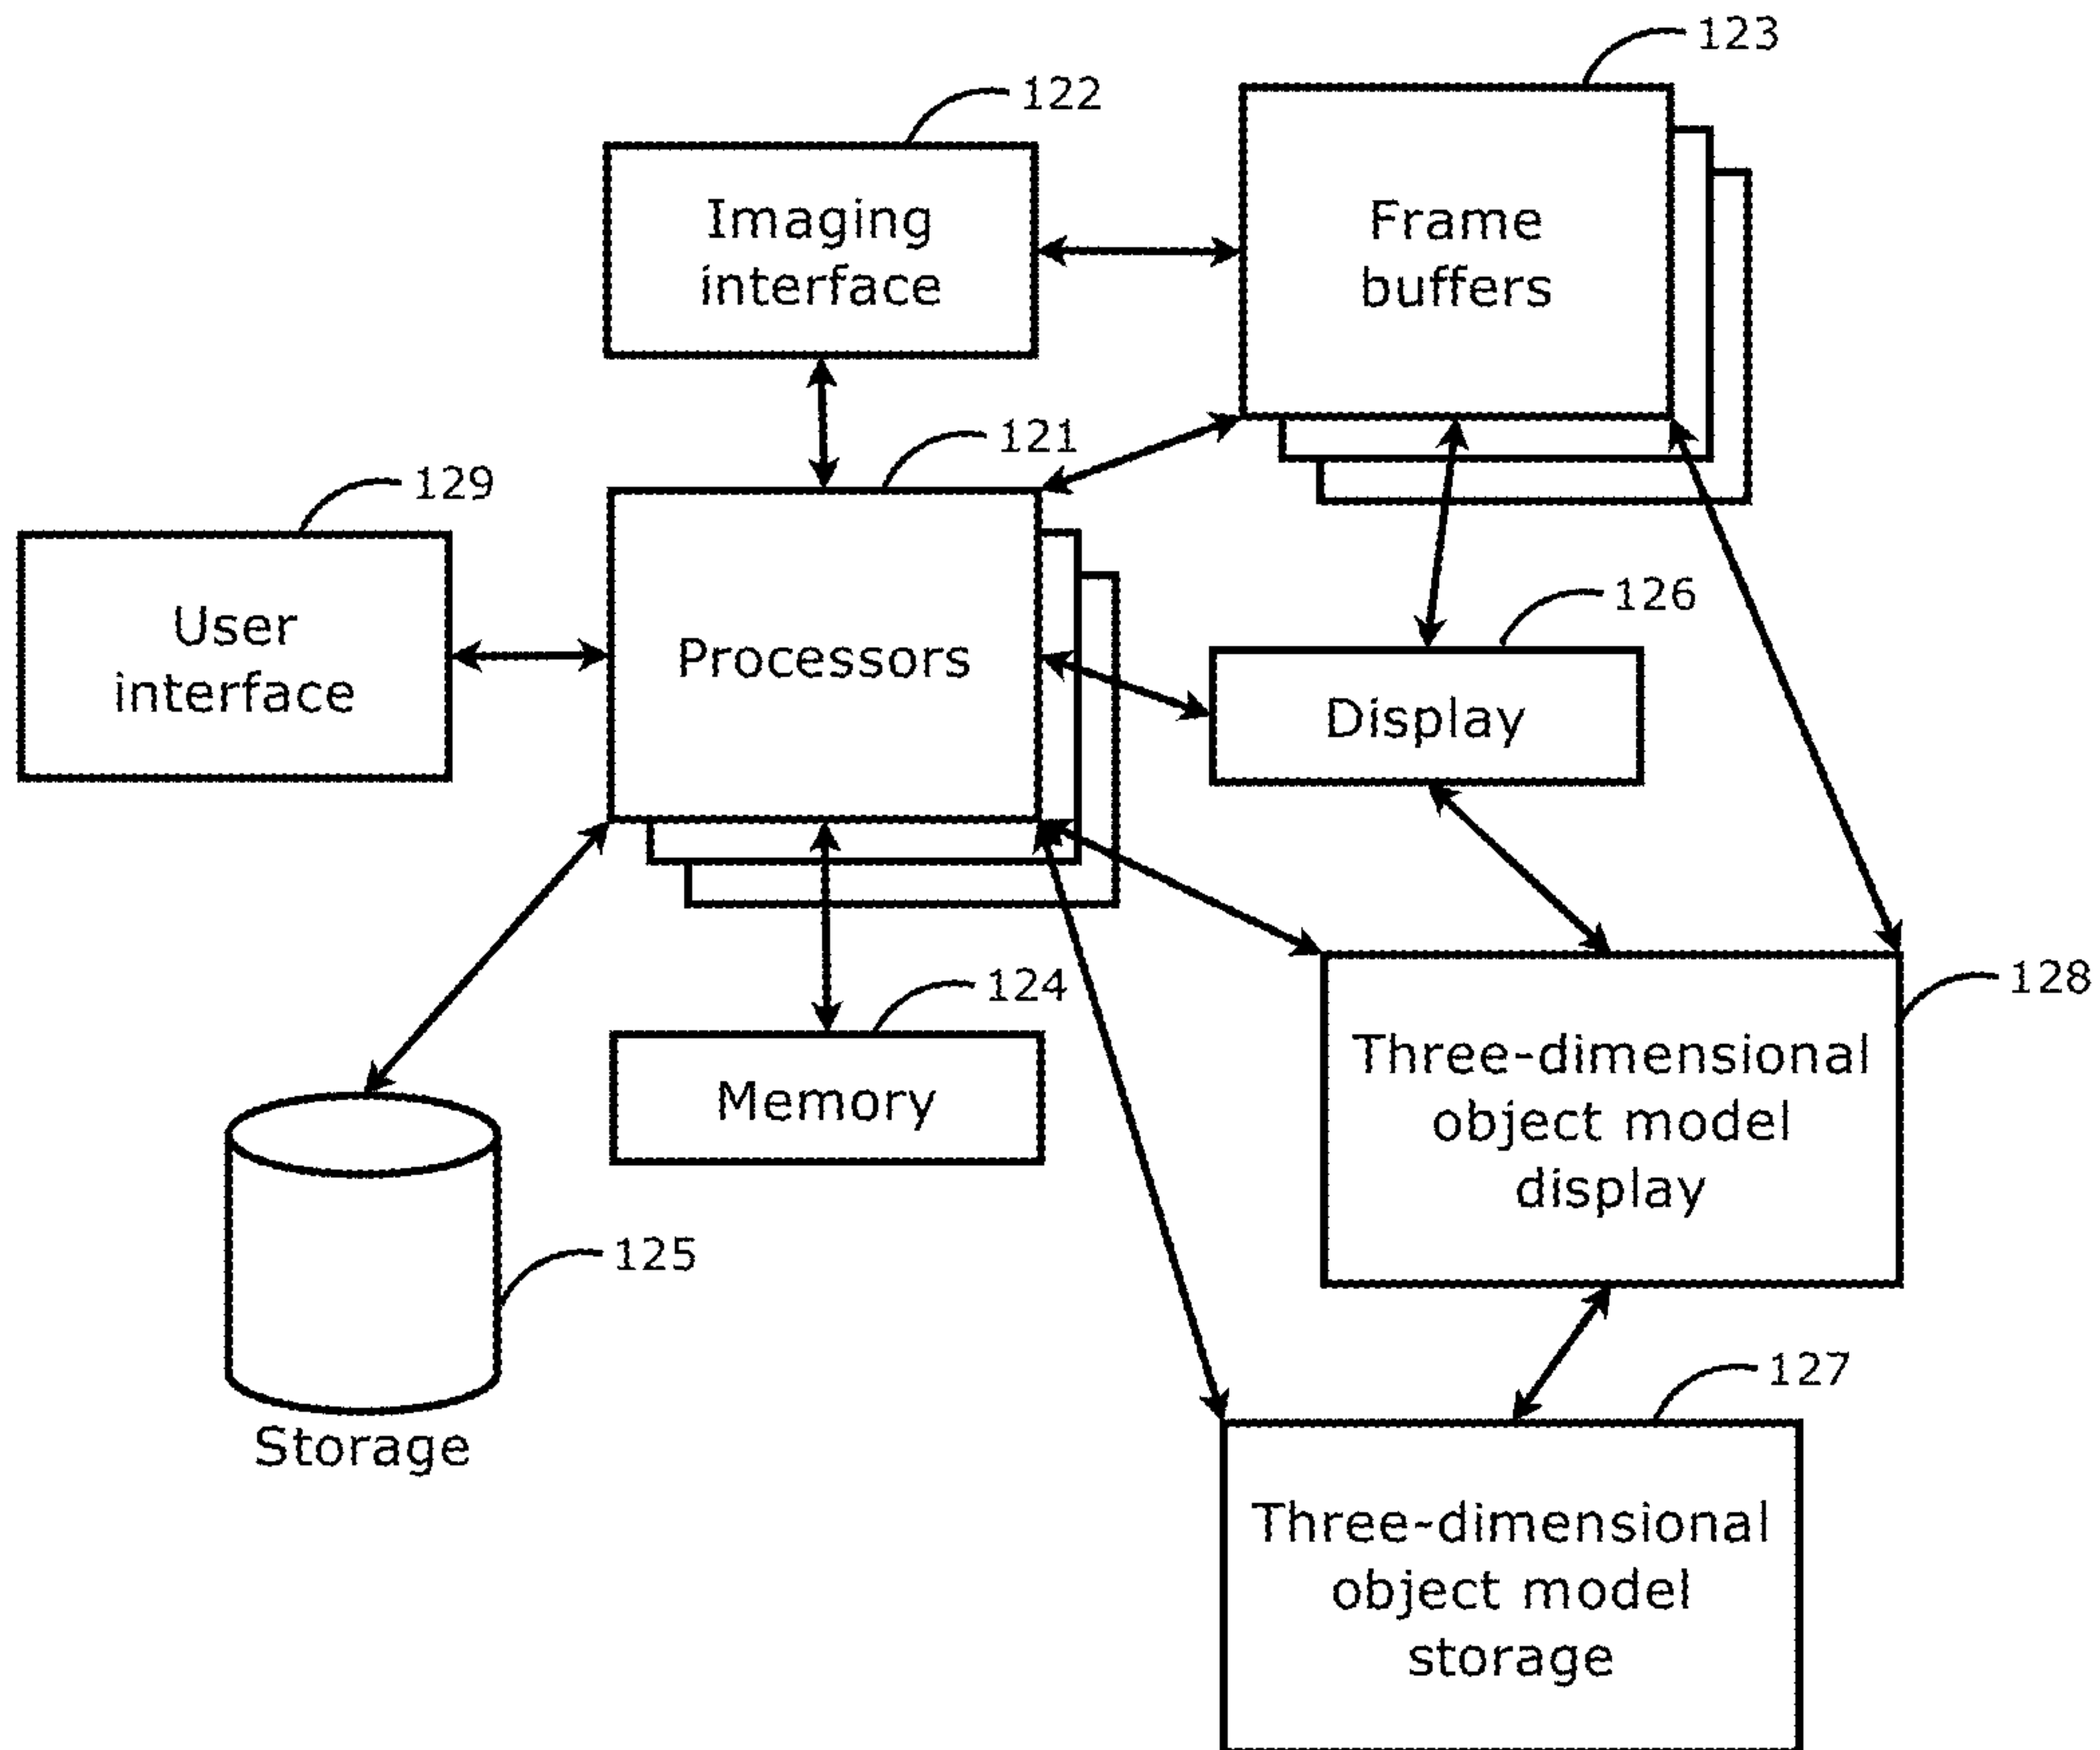 123
122
Imaging
interface
Frame
buffers
121
129
User
interface
Processors
126
Display
124
Memory
128
Three-dimensional
object model
display
125
Storage
127
Three-dimensional
object model
storage